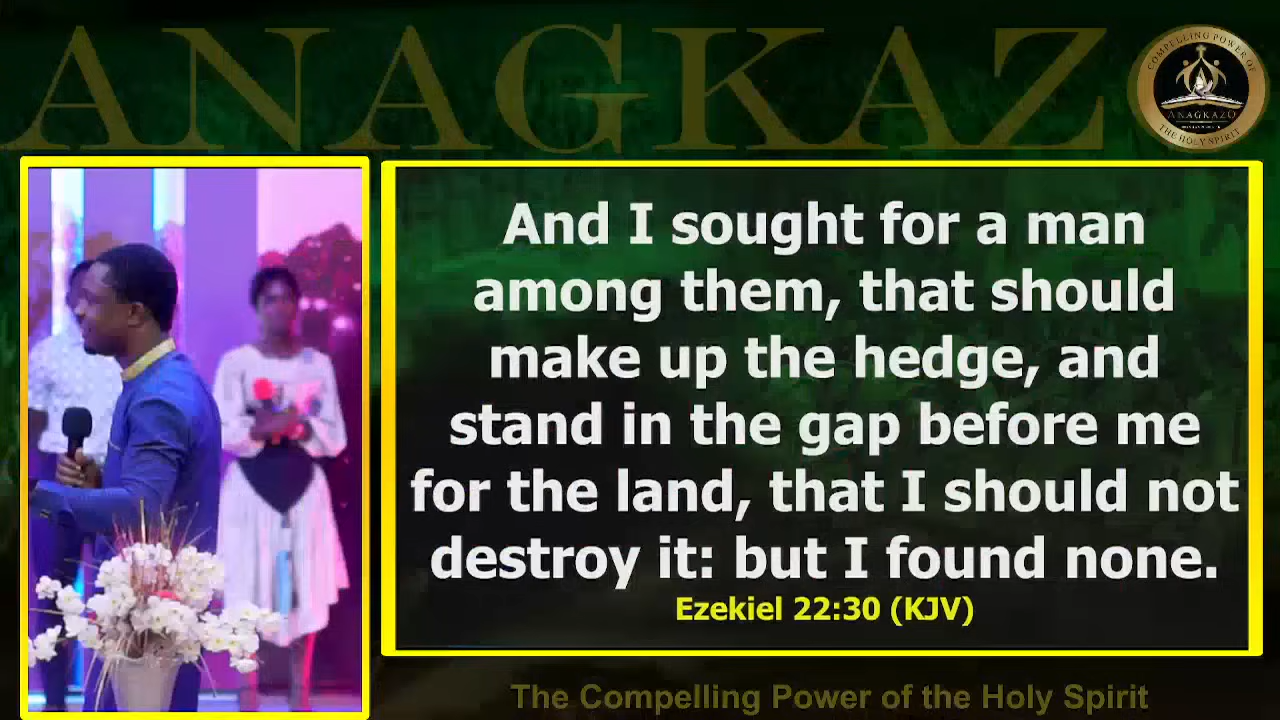 ANAGKAZ
COMPELLING POWER OF
ANAGKAZO
THE HOLY SPIRIT
And I sought for a man
among them, that should
make up the hedge, and
stand in the gap before me
for the land, that I should not
destroy it: but I found none.
Ezekiel 22:30 (KJV)
The Compelling Power of the Holy Spirit